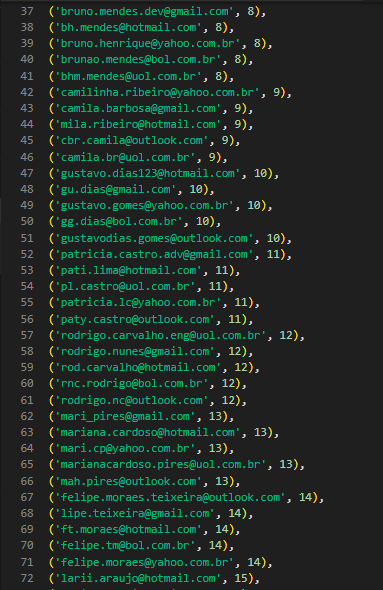 37 ('bruno.mendes.dev@gmail.com', 8),
38 ('bh.mendes@hotmail.com', 8),
39 ('bruno.henrique@yahoo.com.br', 8),
40 ('brunao.mendes@bol.com.br', 8),
41 ('bhm.mendes@uol.com.br', 8),
42 ('camilinha.ribeiro@yahoo.com.br', 9),
43 ('camila.barbosa@gmail.com', 9),
44 ('mila.ribeiro@hotmail.com', 9),
45 ('cbr.camila@outlook.com', 9),
46 ('camila.br@uol.com.br', 9),
47 ('gustavo.dias123@hotmail.com', 10),
48 ('gu.dias@gmail.com', 10),
49 ('gustavo.gomes@yahoo.com.br', 10),
50 ('gg.dias@bol.com.br', 10),
51 ('gustavodias.gomes@outlook.com', 10),
52 ('patricia.castro.adv@gmail.com', 11),
53 ('pati.lima@hotmail.com', 11),
54 ('pl.castro@uol.com.br', 11),
55 ('patricia.lc@yahoo.com.br', 11),
56 ('paty.castro@outlook.com', 11),
57 ('rodrigo.carvalho.eng@uol.com.br', 12),
58 ('rodrigo.nunes@gmail.com', 12),
59 ('rod.carvalho@hotmail.com', 12),
60 ('rnc.rodrigo@bol.com.br', 12),
61 ('rodrigo.nc@outlook.com', 12),
62 ('mari_pires@gmail.com', 13),
63 ('mariana.cardoso@hotmail.com', 13),
64 ('mari.cp@yahoo.com.br', 13),
65 ('marianacardoso.pires@uol.com.br', 13),
66 ('mah.pires@outlook.com', 13),
67 ('felipe.moraes.teixeira@outlook.com', 14),
68 ('lipe.teixeira@gmail.com', 14),
69 ('ft.moraes@hotmail.com', 14),
70 ('felipe.tm@bol.com.br', 14),
71 ('felipe.moraes@yahoo.com.br', 14),
72 ('larii.araujo@hotmail.com', 15),